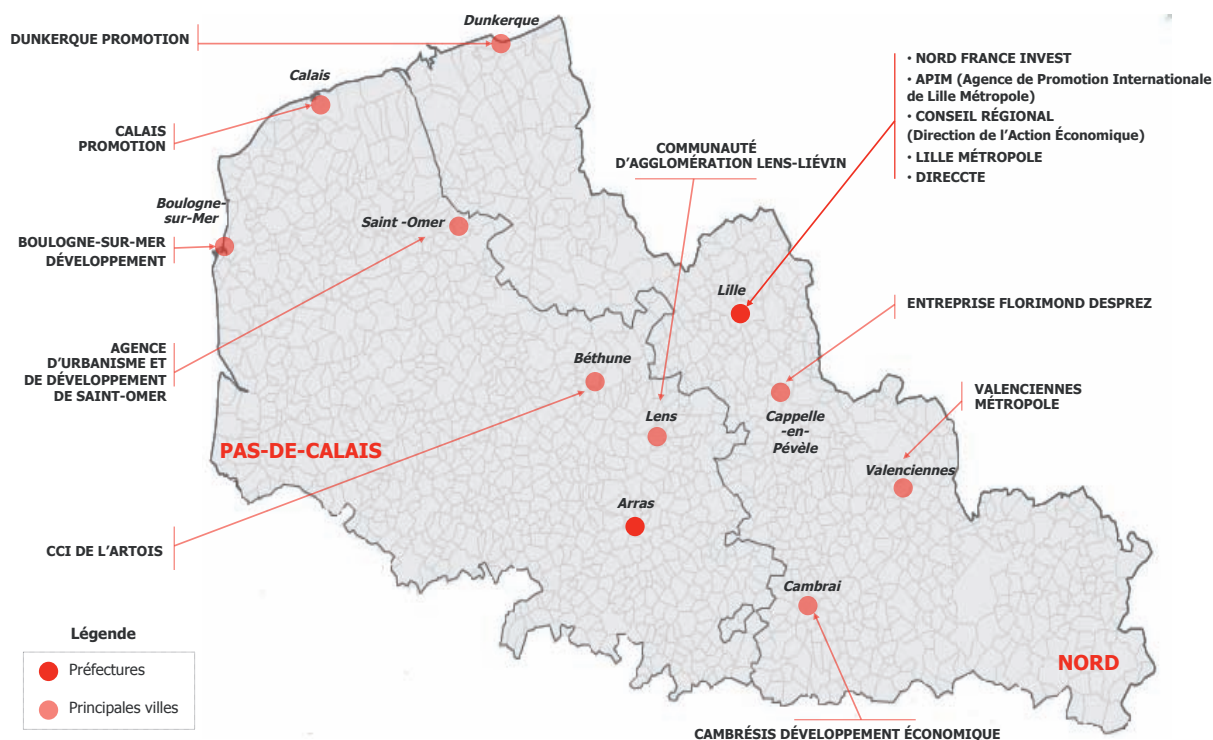 Dunkerque
DUNKERQUE PROMOTION
Calais
CALAIS
PROMOTION
Boulogne-
sur-Mer
BOULOGNE-SUR-MER
DÉVELOPPEMENT
Saint -Omer
AGENCE
D'URBANISME ET
DE DÉVELOPPEMENT
DE SAINT-OMER
COMMUNAUTÉ
D'AGGLOMÉRATION LENS-LIÉVIN
• NORD FRANCE INVEST
• APIM (Agence de Promotion Internationale
de Lille Métropole)
• CONSEIL RÉGIONAL
(Direction de l'Action Économique)
• LILLE MÉTROPOLE
• DIRECCTE
Lille
ENTREPRISE FLORIMOND DESPREZ
Béthune
Lens
Cappelle
-en-
Pévèle
VALENCIENNES
MÉTROPOLE
Valenciennes
PAS-DE-CALAIS
Arras
CCI DE L'ARTOIS
Cambrai
NORD
CAMBRÉSIS DÉVELOPPEMENT ÉCONOMIQUE
Légende
Préfectures
Principales villes